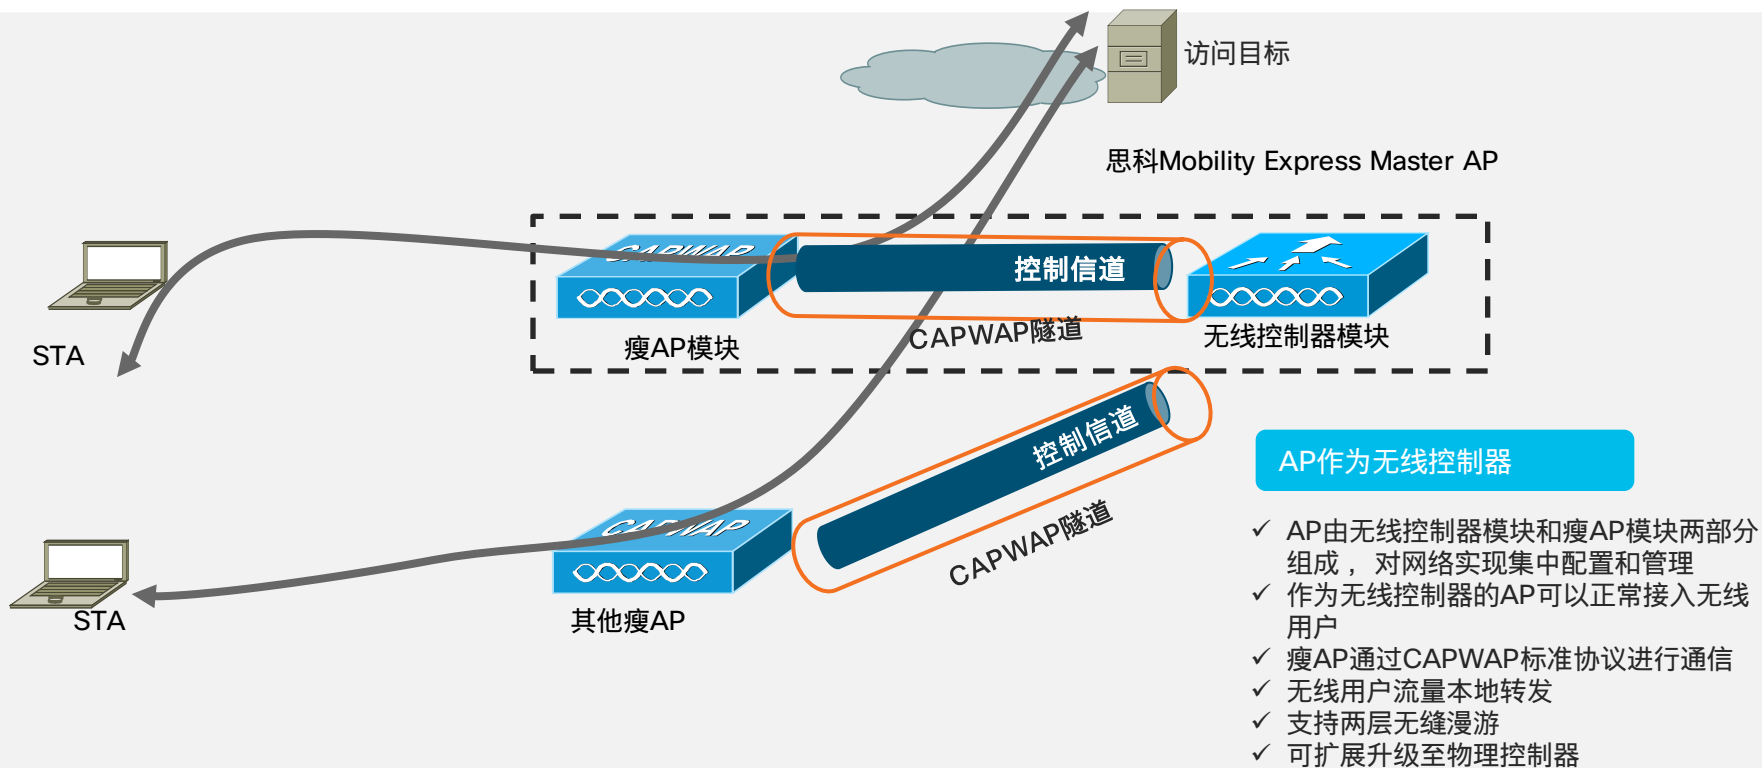 访问目标
思科Mobility Express Master AP
CAPWAP
控制信道
CAPWAP隧道
瘦AP模块
无线控制器模块
STA
控制信道
CAPWAP隧道
CAPWAP
其他瘦AP
STA
AP作为无线控制器
✓ AP由无线控制器模块和瘦AP模块两部分
组成， 对网络实现集中配置和管理
✓ 作为无线控制器的AP可以正常接入无线
用户
✓ 瘦AP通过CAPWAP标准协议进行通信
✓ 无线用户流量本地转发
✓ 支持两层无缝漫游
✓ 可扩展升级至物理控制器